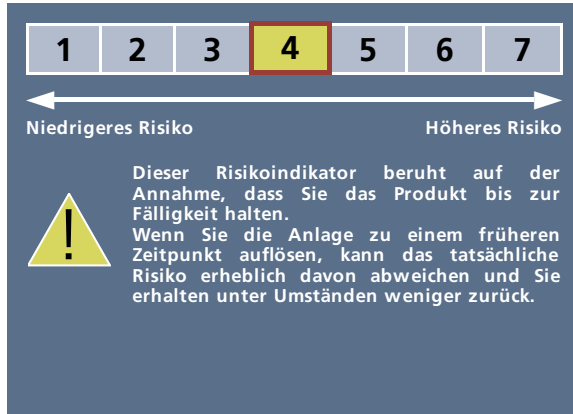 1 2 3 4 5 6 7
Niedrigeres Risiko Höheres Risiko
Dieser Risikoindikator beruht auf der
Annahme, dass Sie das Produkt bis zur
Fälligkeit halten.
Wenn Sie die Anlage zu einem früheren
Zeitpunkt auflösen, kann das tatsächliche
Risiko erheblich davon abweichen und Sie
erhalten unter Umständen weniger zurück.
!